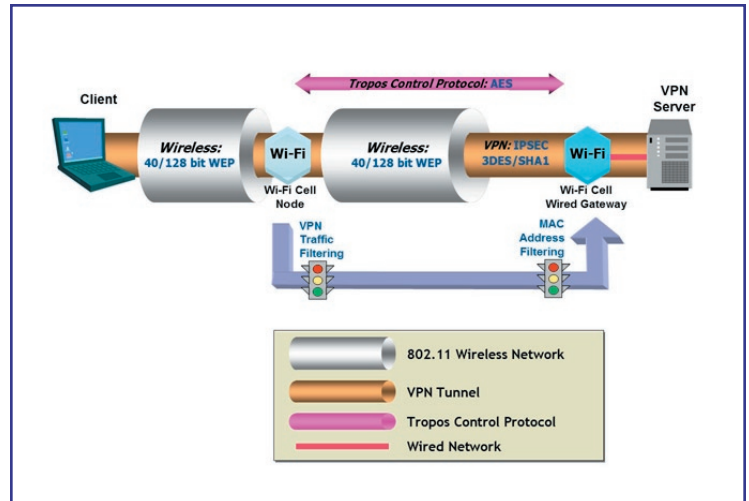 Tropos Control Protocol: AES
Client
VPN
Server
Wireless:
40/128 bit WEP
Wi-Fi
Wireless:
40/128 bit WEP
VPN: IPSEC
3DES/SHA1
Wi-Fi
Wi-Fi Cell
Node
Wi-Fi Cell
Wired Gateway
VPN
Traffic
Filtering
MAC
Address
Filtering
802.11 Wireless Network
VPN Tunnel
Tropos Control Protocol
Wired Network